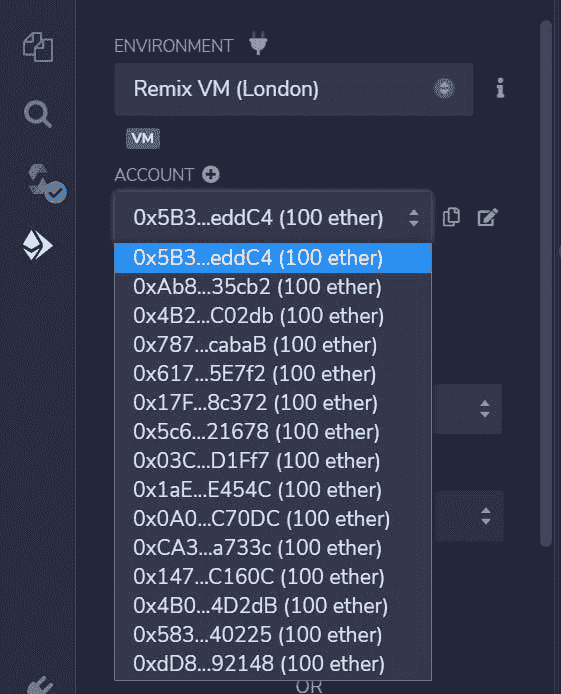 ENVIRONMENT
Remix VM (London)
VM
ACCOUNT
0x5B3...eddC4 (100 ether)
0x5B3...eddC4 (100 ether)
0xAb8...35cb2 (100 ether)
0x4B2...C02db (100 ether)
0x787...cabaB (100 ether)
0x617...5E7f2 (100 ether)
0x17F...8c372 (100 ether)
0x5c6...21678 (100 ether)
0x03C...D1Ff7 (100 ether)
0x1aE...E454C (100 ether)
0x0A0...C70DC (100 ether)
0xCA3...a733c (100 ether)
0x147...C160C (100 ether)
0x4B0...4D2dB (100 ether)
0x583...40225 (100 ether)
0xdD8...92148 (100 ether)
OR